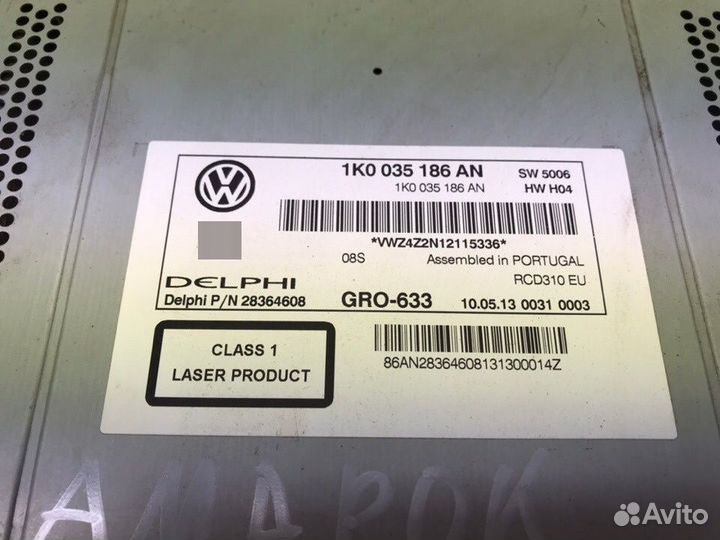 1K0 035 186 AN SW 5006
1K0 035 186 AN HW H04
*VWZ4Z2N12115336*
08S Assembled in PORTUGAL
RCD310 EU
DELPHI
Delphi P/N 28364608 GRO-633 10.05.13 0031 0003
CLASS 1
LASER PRODUCT
86AN28364608131300014Z
AMAROK
Avito